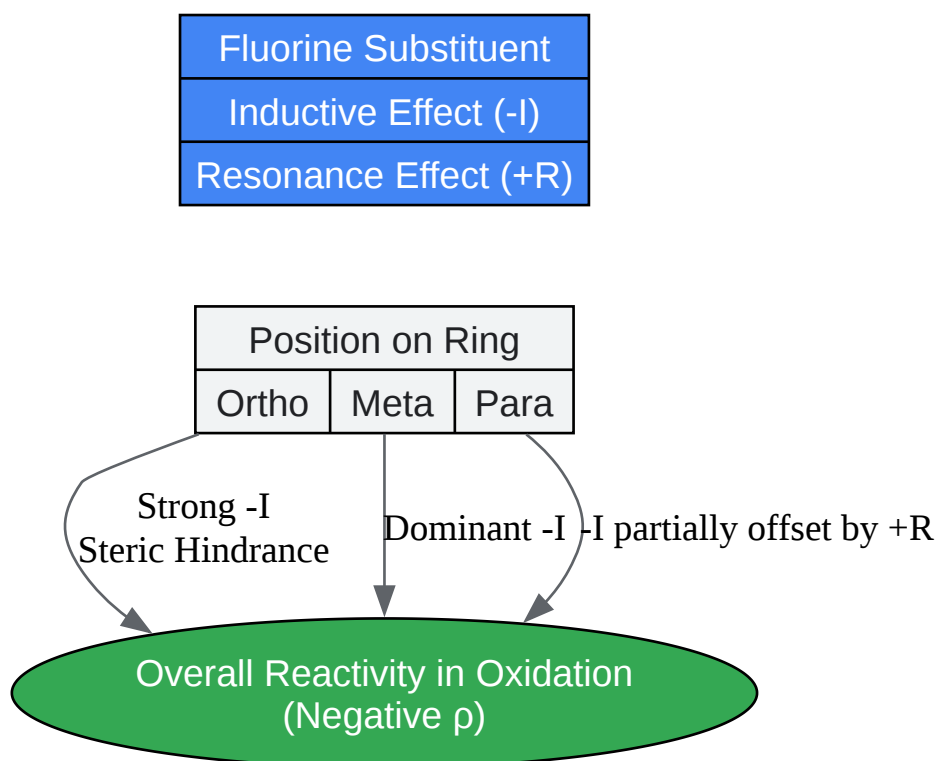 Fluorine Substituent
Inductive Effect (-I)
Resonance Effect (+R)
Position on Ring
Ortho Meta Para
Strong -I
Steric Hindrance
Dominant -I
-I partially offset by +R
Overall Reactivity in Oxidation
(Negative ρ)